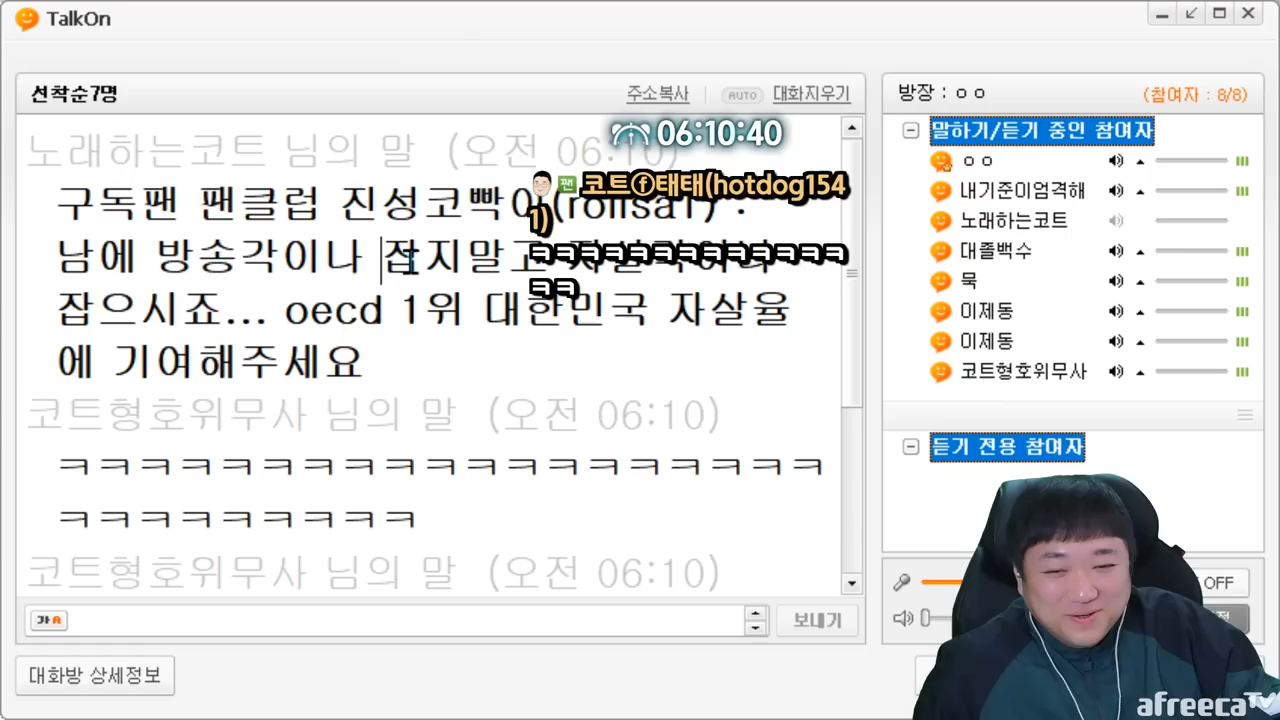 TalkOn
선착순7명
주소복사
AUTO
대화지우기
방장 : ㅇㅇ
(참여자 : 8/8)
06:10:40
노래하는코트 님의 말 (오전 06:10)
팬 코트ⓕ태태(hotdog154
1)
ㅋㅋㅋㅋㅋㅋㅋㅋㅋㅋㅋㅋㅋ
ㅋㅋ
구독팬 팬클럽 진성코빡이(rollsa1) :
남에 방송각이나 잡지말고
잡으시죠... oecd 1위 대한민국 자살율
에 기여해주세요
코트형호위무사 님의 말 (오전 06:10)
ㅋㅋㅋㅋㅋㅋㅋㅋㅋㅋㅋㅋㅋㅋㅋㅋㅋㅋㅋ
ㅋㅋㅋㅋㅋㅋㅋㅋㅋ
코트형호위무사 님의 말 (오전 06:10)
가A
보내기
대화방 상세정보
말하기/듣기 중인 참여자
ㅇㅇ
내기준이엄격해
노래하는코트
대졸백수
묵
이제동
이제동
코트형호위무사
듣기 전용 참여자
OFF
afreecaTV